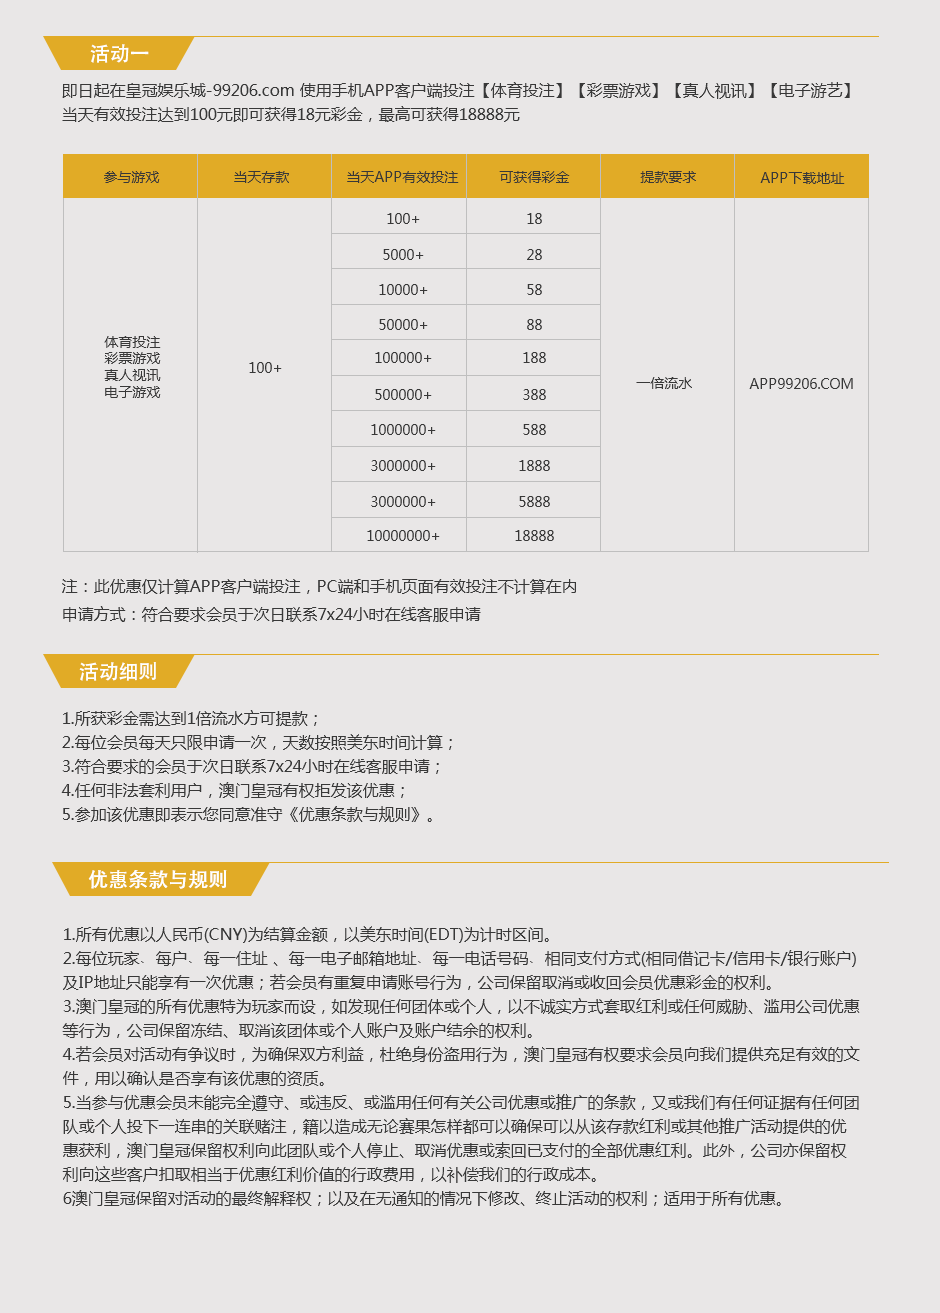 活动一
即日起在皇冠娱乐城-99206.com 使用手机APP客户端投注【体育投注】【彩票游戏】【真人视讯】【电子游艺】
当天有效投注达到100元即可获得18元彩金，最高可获得18888元
参与游戏 当天存款 当天APP有效投注 可获得彩金 提款要求 APP下载地址
100+ 18
5000+ 28
10000+ 58
50000+ 88
体育投注
彩票游戏
真人视讯
电子游戏
100+
100000+ 188
一倍流水 APP99206.COM
500000+ 388
1000000+ 588
3000000+ 1888
3000000+ 5888
10000000+ 18888
注：此优惠仅计算APP客户端投注，PC端和手机页面有效投注不计算在内
申请方式：符合要求会员于次日联系7x24小时在线客服申请
活动细则
1.所获彩金需达到1倍流水方可提款；
2.每位会员每天只限申请一次，天数按照美东时间计算；
3.符合要求的会员于次日联系7x24小时在线客服申请；
4.任何非法套利用户，澳门皇冠有权拒发该优惠；
5.参加该优惠即表示您同意准守《优惠条款与规则》。
优惠条款与规则
1.所有优惠以人民币(CNY)为结算金额，以美东时间(EDT)为计时区间。
2.每位玩家、每户、每一住址 、每一电子邮箱地址、每一电话号码、相同支付方式(相同借记卡/信用卡/银行账户)
及IP地址只能享有一次优惠；若会员有重复申请账号行为，公司保留取消或收回会员优惠彩金的权利。
3.澳门皇冠的所有优惠特为玩家而设，如发现任何团体或个人，以不诚实方式套取红利或任何威胁、滥用公司优惠
等行为，公司保留冻结、取消该团体或个人账户及账户结余的权利。
4.若会员对活动有争议时，为确保双方利益，杜绝身份盗用行为，澳门皇冠有权要求会员向我们提供充足有效的文
件，用以确认是否享有该优惠的资质。
5.当参与优惠会员未能完全遵守、或违反、或滥用任何有关公司优惠或推广的条款，又或我们有任何证据有任何团
队或个人投下一连串的关联赌注，籍以造成无论赛果怎样都可以确保可以从该存款红利或其他推广活动提供的优
惠获利，澳门皇冠保留权利向此团队或个人停止、取消优惠或索回已支付的全部优惠红利。此外，公司亦保留权
利向这些客户扣取相当于优惠红利价值的行政费用，以补偿我们的行政成本。
6澳门皇冠保留对活动的最终解释权；以及在无通知的情况下修改、终止活动的权利；适用于所有优惠。